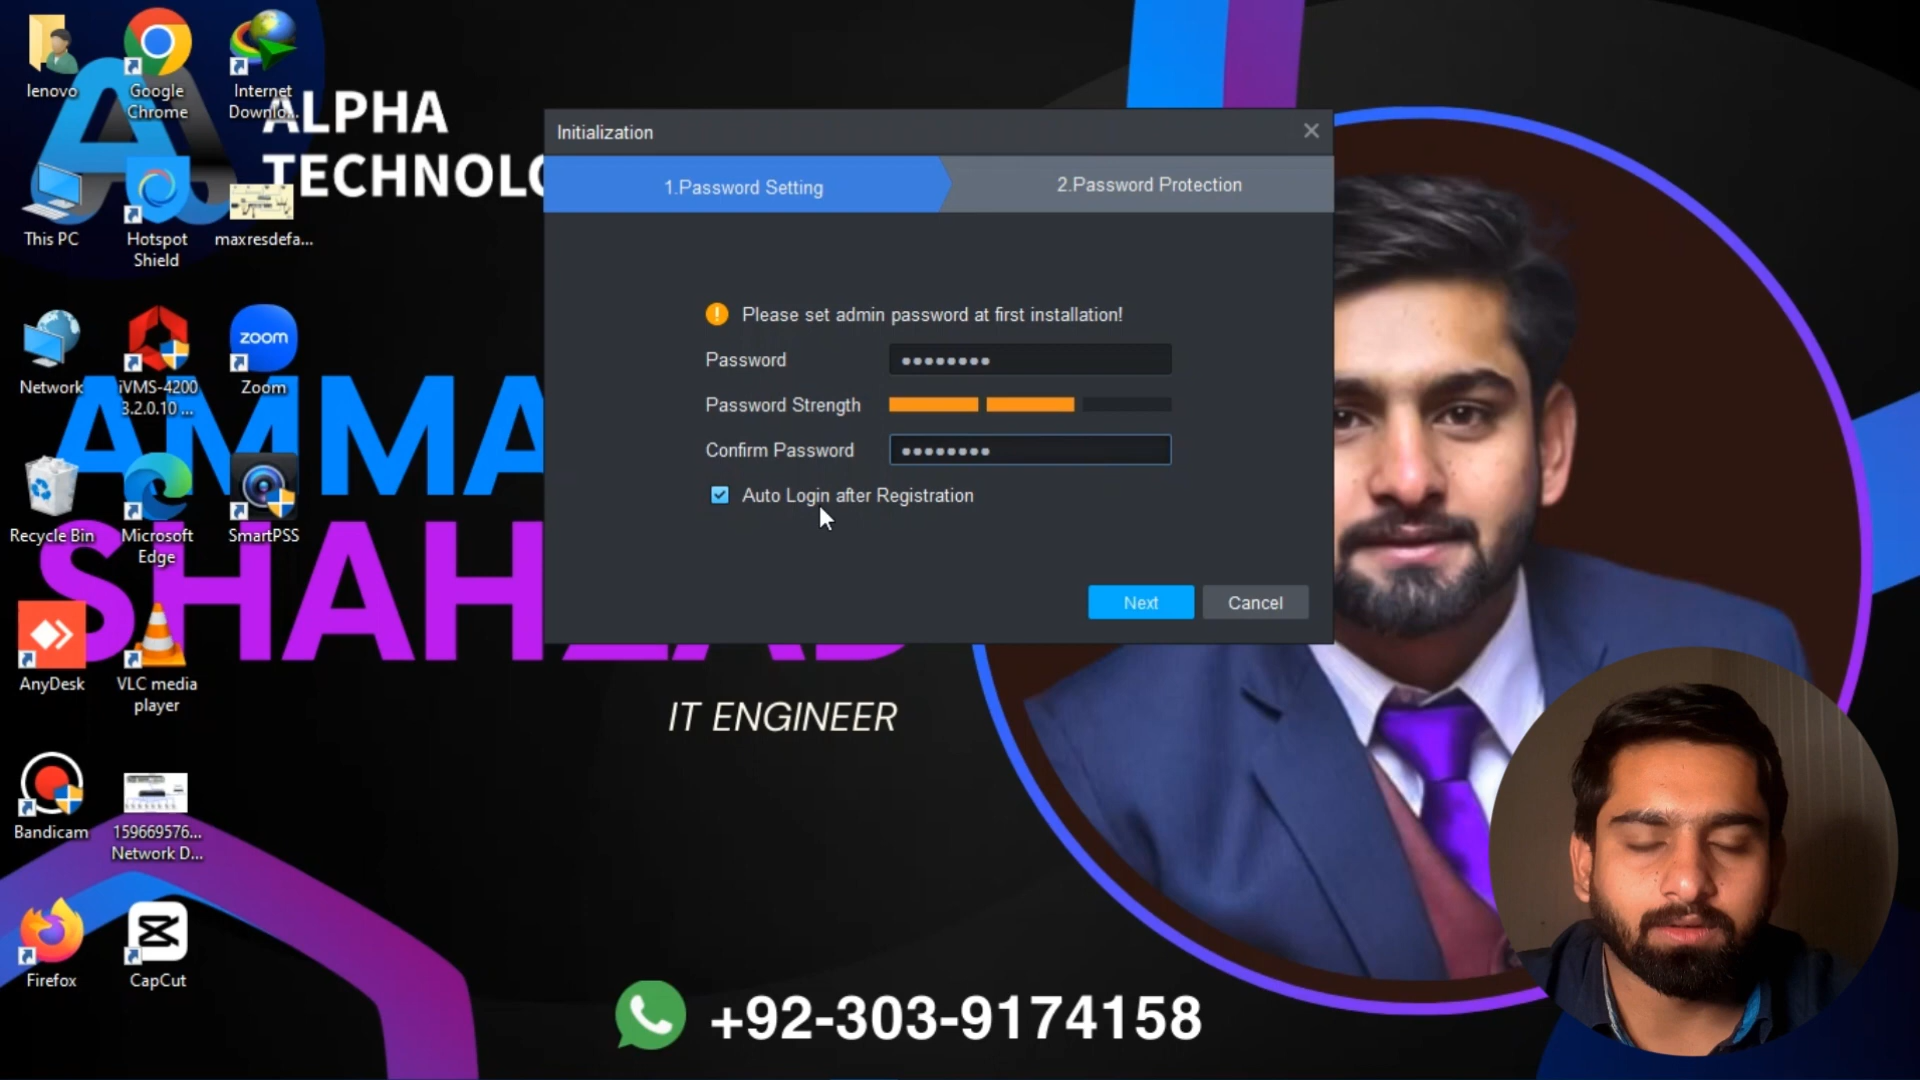 lenovo
Google
Chrome
Internet
Downlo...
ALPHA
TECHNOLO
This PC
Hotspot
Shield
maxresdefa...
Network
iVMS-4200
3.2.0.10 ...
zoom
Zoom
AMMA
Recycle Bin
Microsoft
Edge
SmartPSS
AnyDesk
VLC media
player
IT ENGINEER
Bandicam
159669576...
Network D...
Firefox
CapCut
+92-303-9174158
Initialization
1.Password Setting
2.Password Protection
Please set admin password at first installation!
Password
●●●●●●●●
Password Strength
Confirm Password
●●●●●●●●
Auto Login after Registration
Next
Cancel